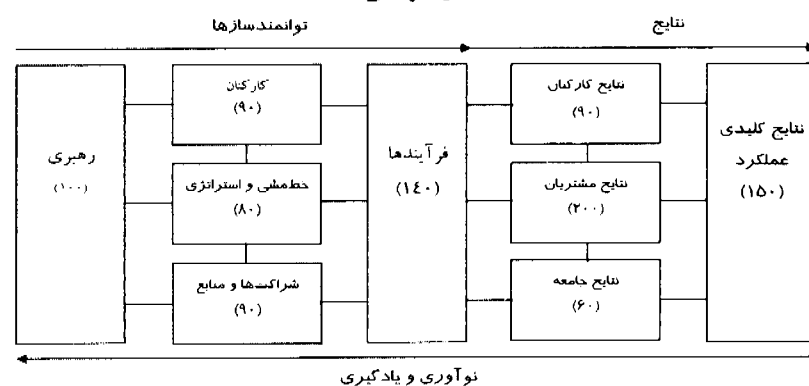 توانمندسازها
نتایج
رهبری
(۱۰۰)
کارکنان
(۹۰)
خط‌مشی و استراتژی
(۸۰)
شراکت‌ها و منابع
(۹۰)
فرآیندها
(۱۴۰)
نتایج کارکنان
(۹۰)
نتایج مشتریان
(۲۰۰)
نتایج جامعه
(۶۰)
نتایج کلیدی
عملکرد
(۱۵۰)
نوآوری و یادگیری